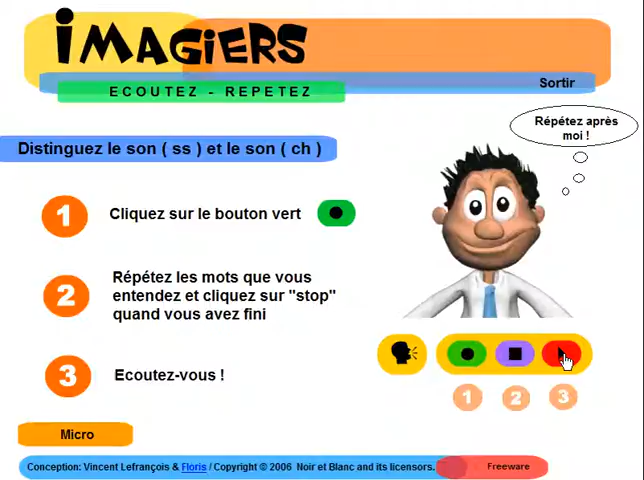 iMAGiERS
ECOUTEZ - REPETEZ
Sortir
Répétez après
moi !
Distinguez le son ( ss ) et le son ( ch )
1 Cliquez sur le bouton vert
2 Répétez les mots que vous
entendez et cliquez sur "stop"
quand vous avez fini
3 Ecoutez-vous !
1 2 3
Micro
Conception: Vincent Lefrançois & Floris / Copyright © 2006 Noir et Blanc and its licensors.
Freeware